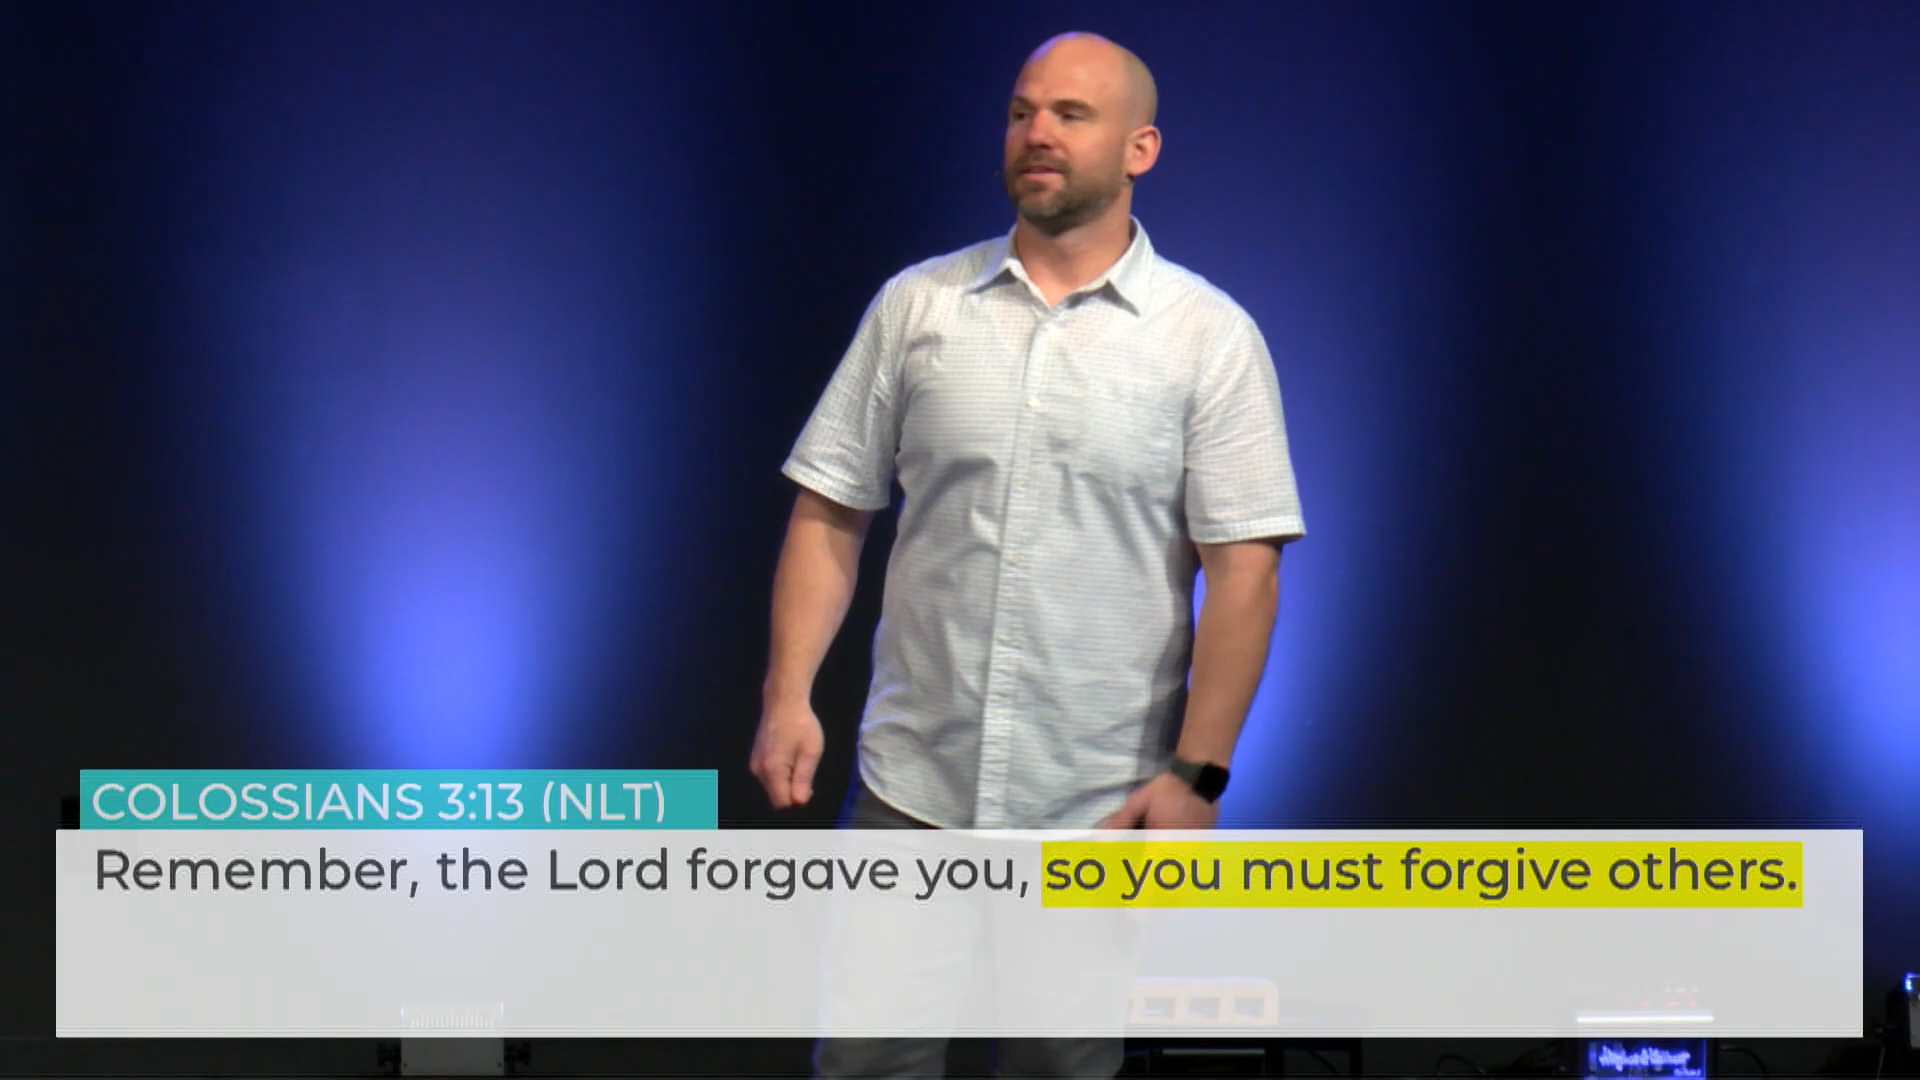 COLOSSIANS 3:13 (NLT)
Remember, the Lord forgave you, so you must forgive others.